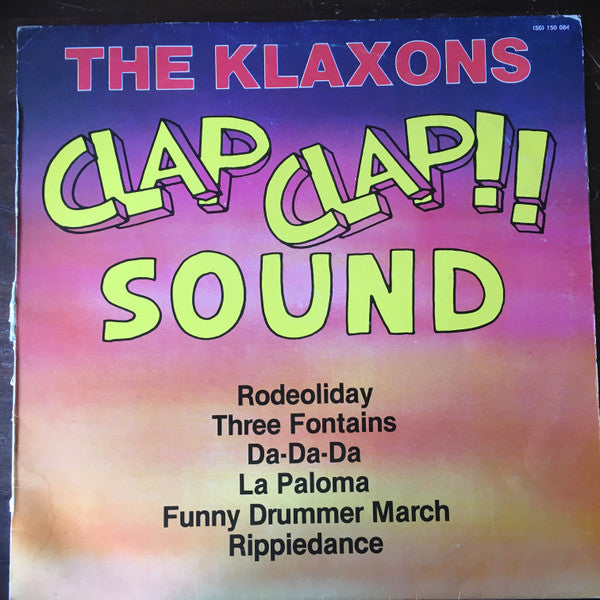 (56) 150 084
THE KLAXONS
CLAP CLAP!!
SOUND
Rodeoliday
Three Fontains
Da-Da-Da
La Paloma
Funny Drummer March
Rippiedance